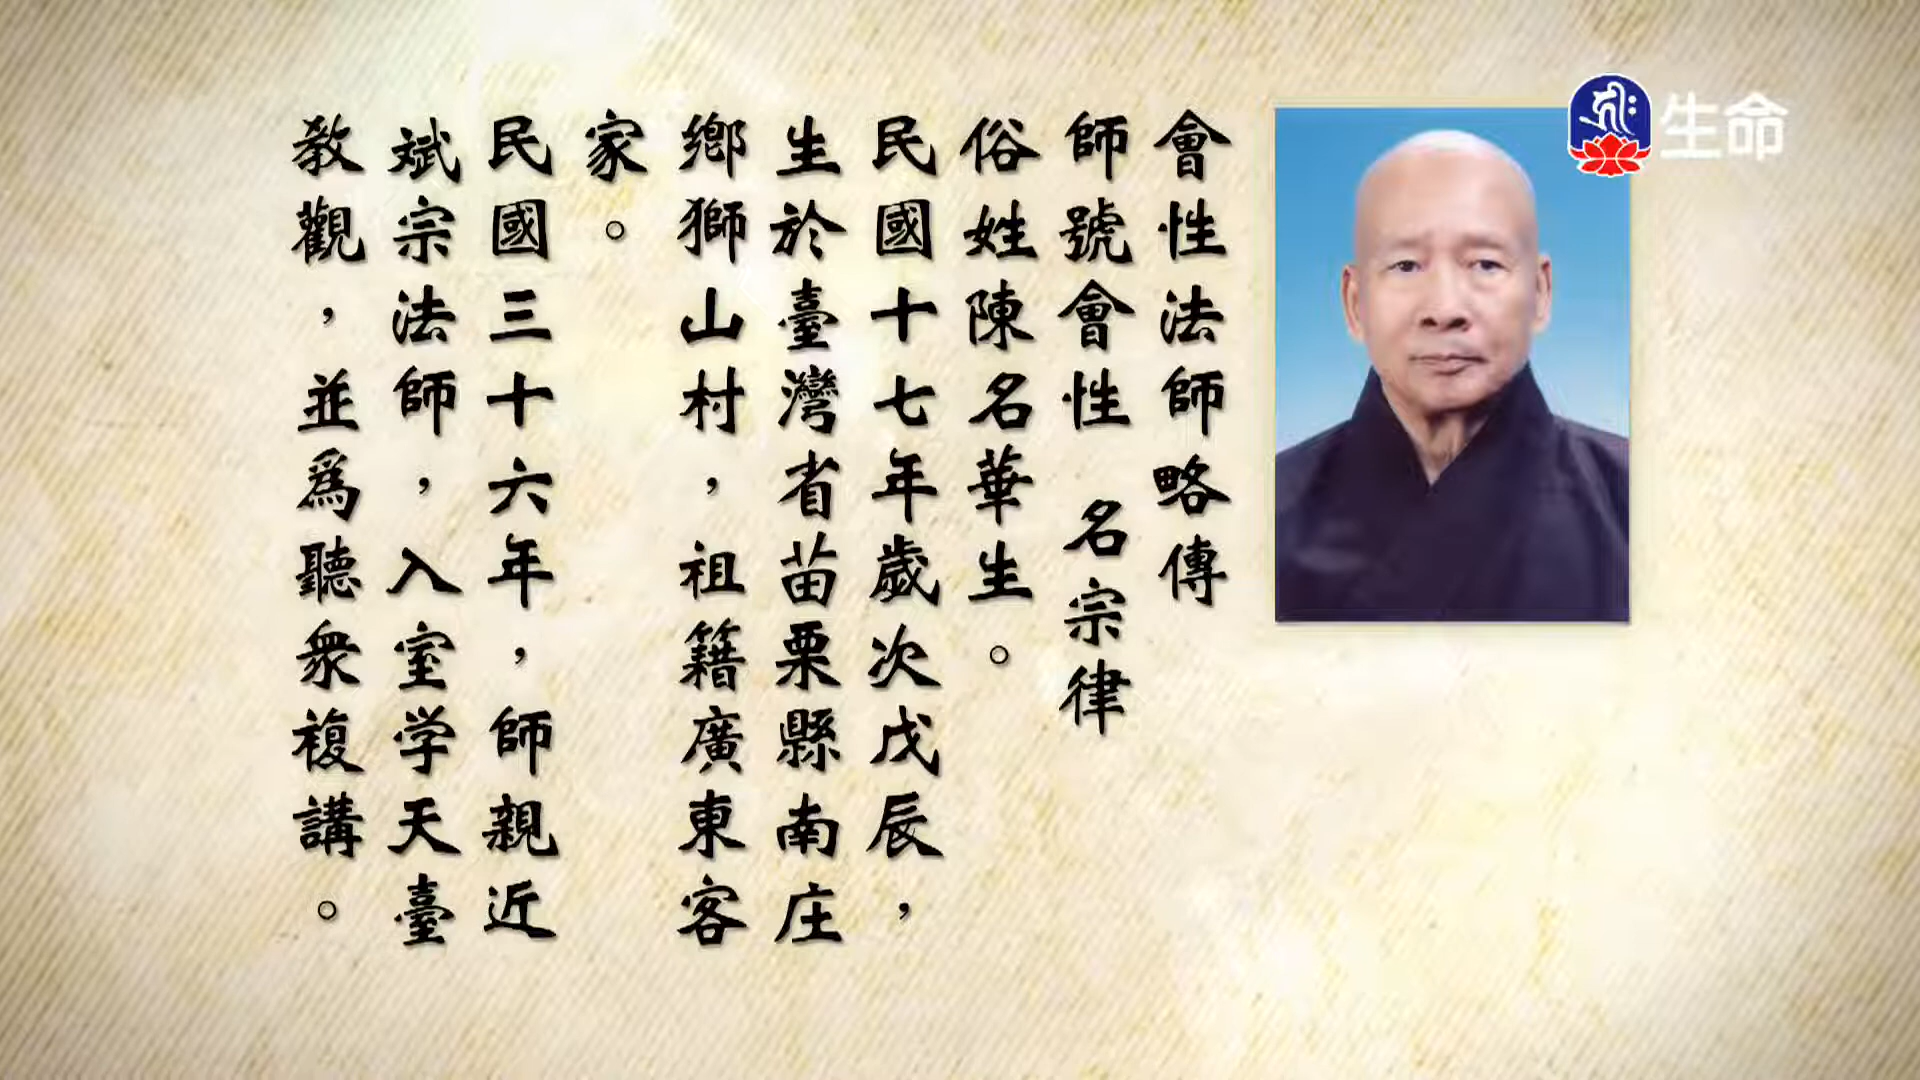 會性法師略傳
師號會性 名宗律
俗姓陳名華生。
民國十七年歲次戊辰，
生於臺灣省苗栗縣南庄
鄉獅山村，祖籍廣東客
家。
民國三十六年，師親近
斌宗法師，入室学天臺
教觀，並爲聽衆複講。
生命